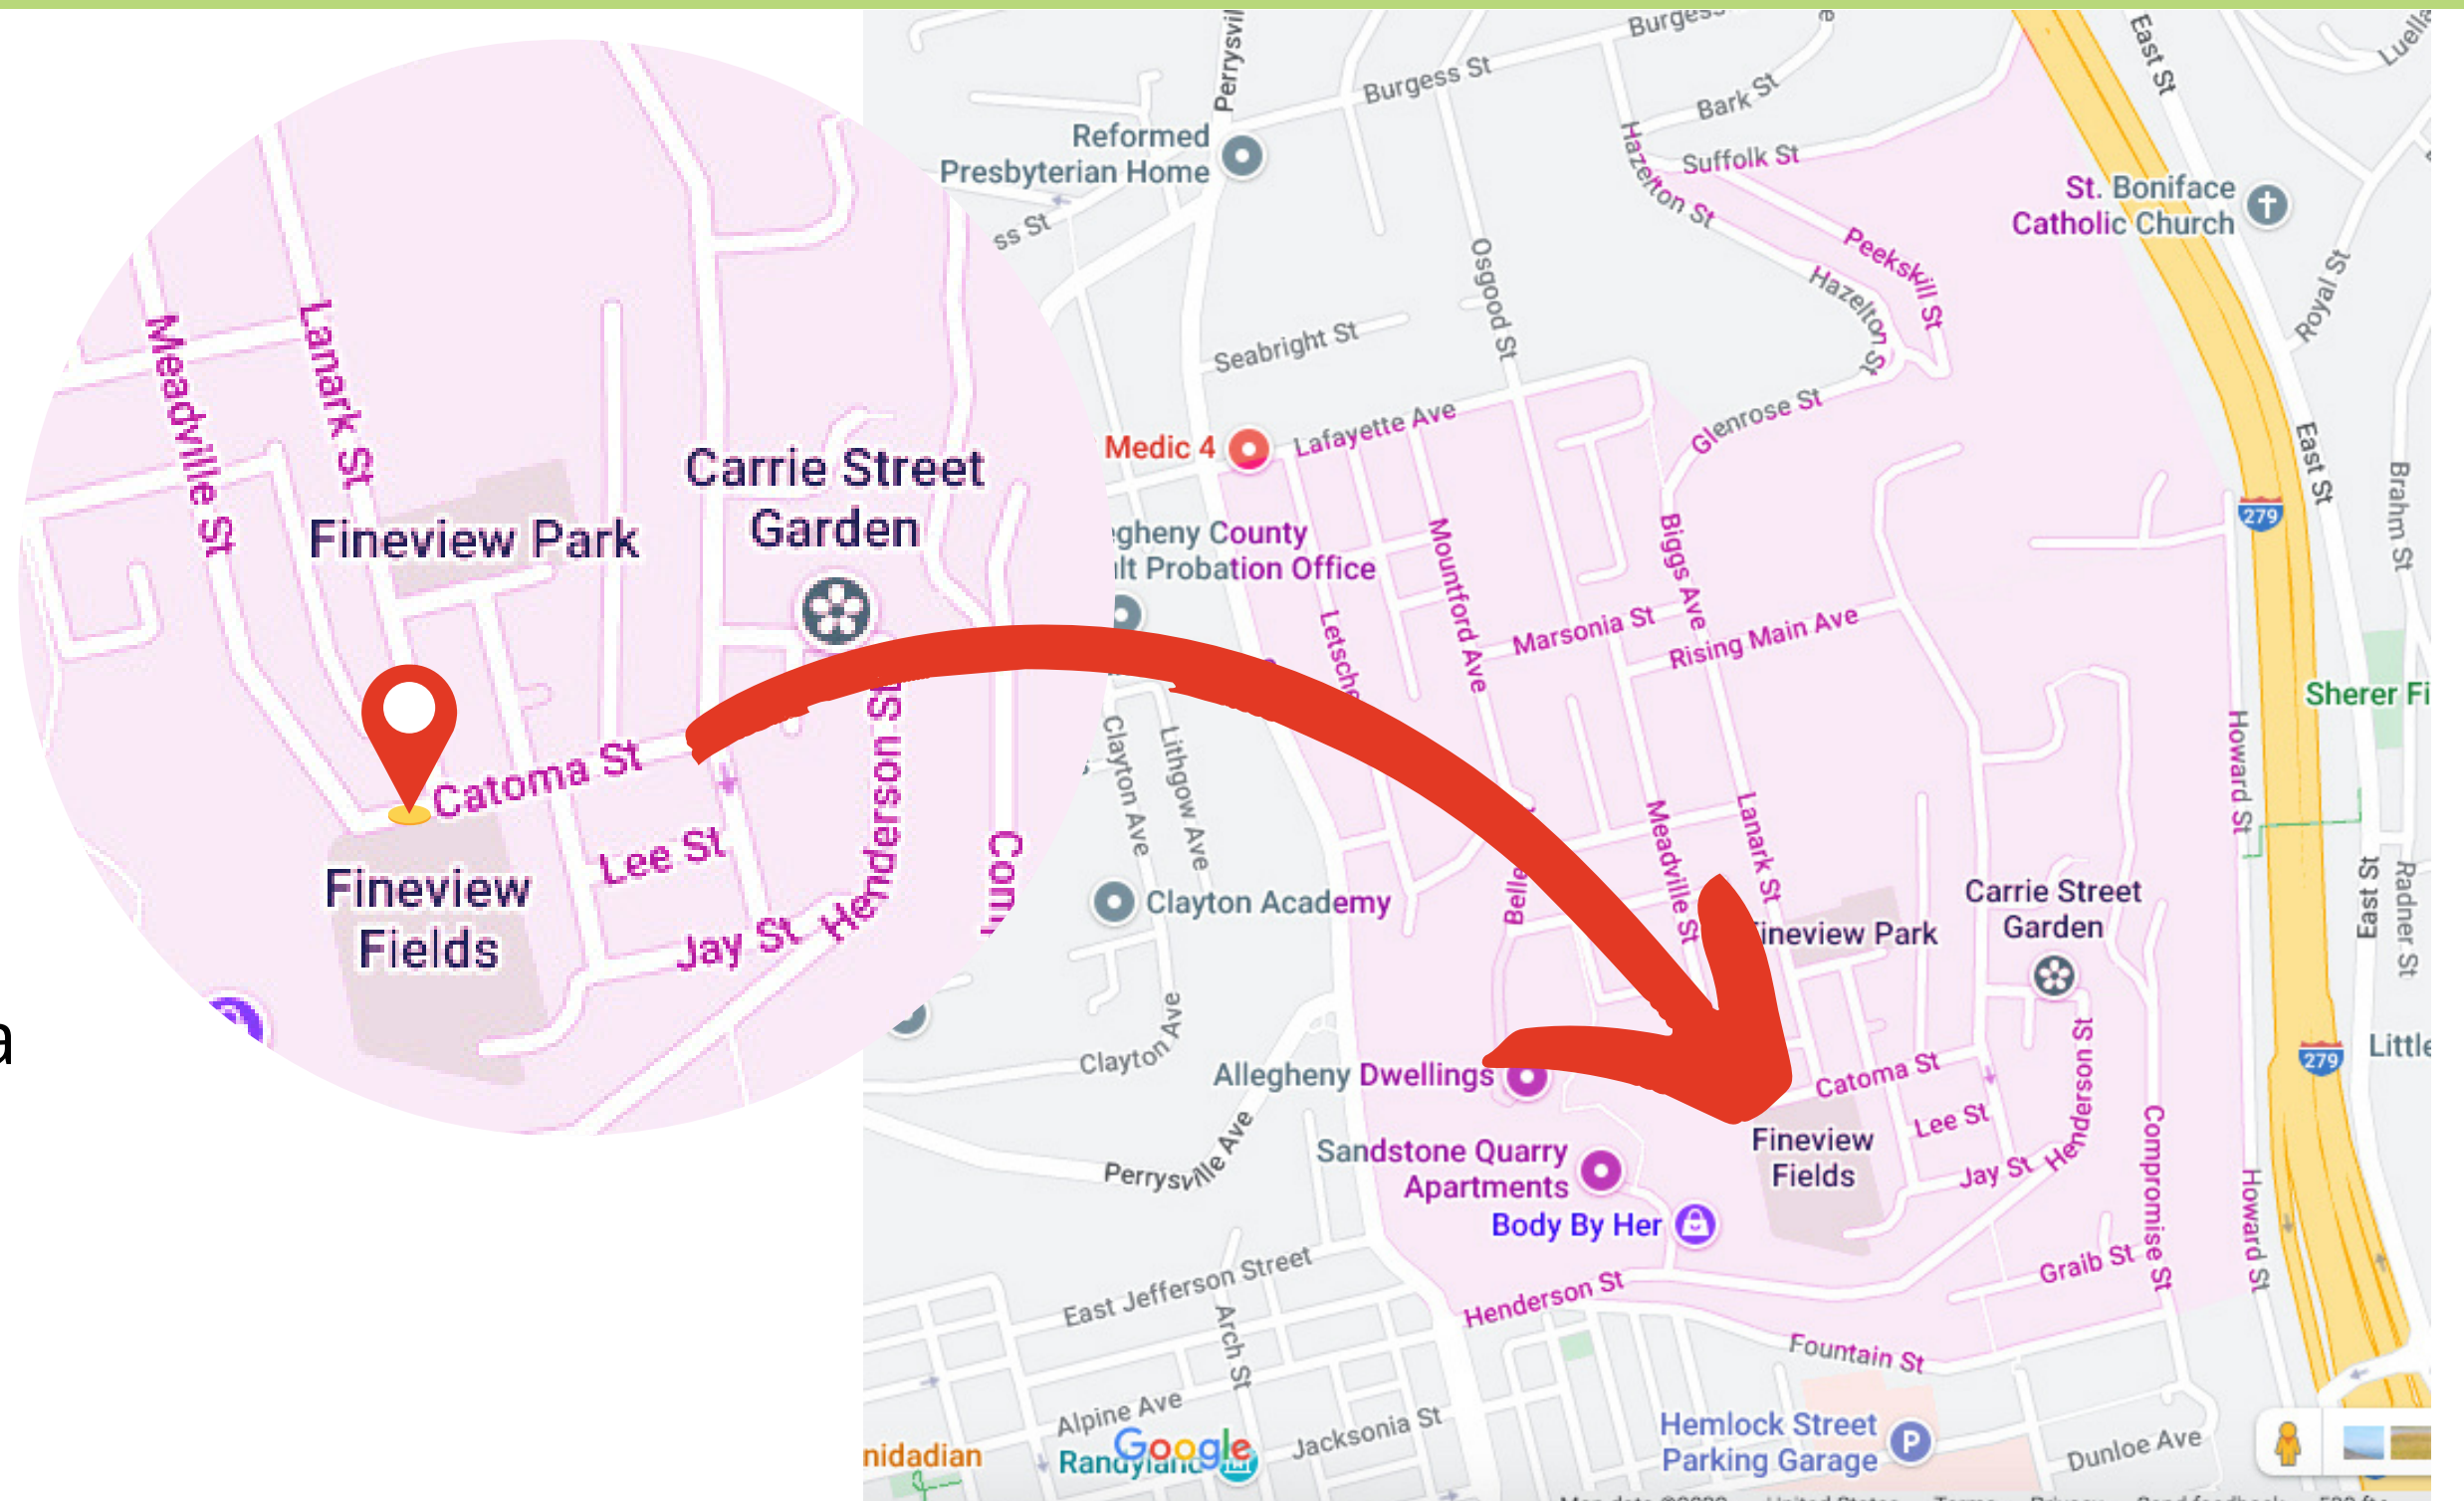 Meadville St
Lanark St
Fineview Park
Carrie Street
Garden
Catoma St
Lee St
Jay St
Henderson St
Fineview
Fields
a
Burgess St
Bark St
Suffolk St
Hazelton St
Hazelton St
Peekskill St
Reformed
Presbyterian Home
ss St
Osgood St
Seabright St
Glenrose St
East St
St. Boniface
Catholic Church
Royal St
Medic 4
Lafayette Ave
egheny County
ult Probation Office
Mountford Ave
Biggs Ave
Marsonia St
Rising Main Ave
279
East St
Brahm St
Sherer Fi
Howard St
Clayton Ave
Lithgow Ave
Meadville St
Lanark St
Clayton Academy
ineview Park
Carrie Street
Garden
East St
Radner St
Clayton Ave
Allegheny Dwellings
Catoma St
Lee St
Jay St
Henderson St
279
Little
Perrysville Ave
Sandstone Quarry
Apartments
Body By Her
Fineview
Fields
Compromise St
Howard St
Graib St
East Jefferson Street
Henderson St
Fountain St
Arch St
Alpine Ave
Jacksonia St
Google
nidadian
Hemlock Street
Parking Garage
P
Dunloe Ave